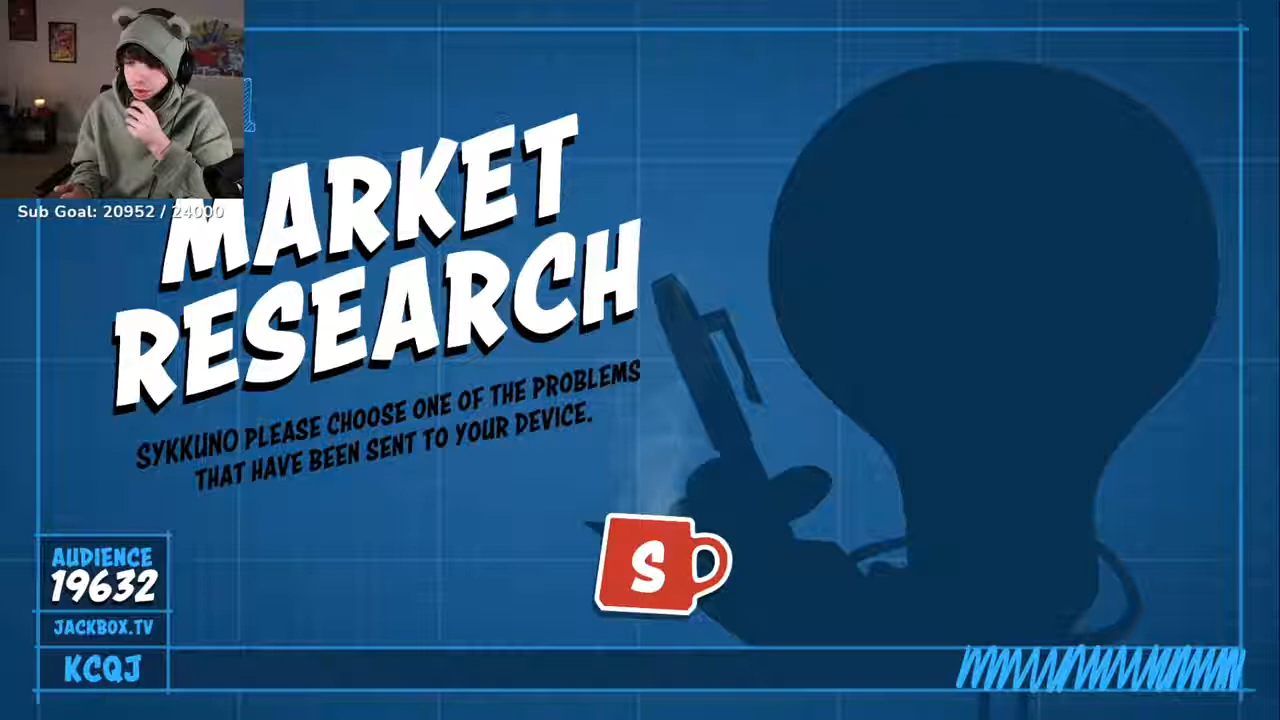 Sub Goal: 20952 / 24000
MARKET
RESEARCH
SYKKUNO PLEASE CHOOSE ONE OF THE PROBLEMS
THAT HAVE BEEN SENT TO YOUR DEVICE.
S
AUDIENCE
19632
JACKBOX.TV
KCQJ